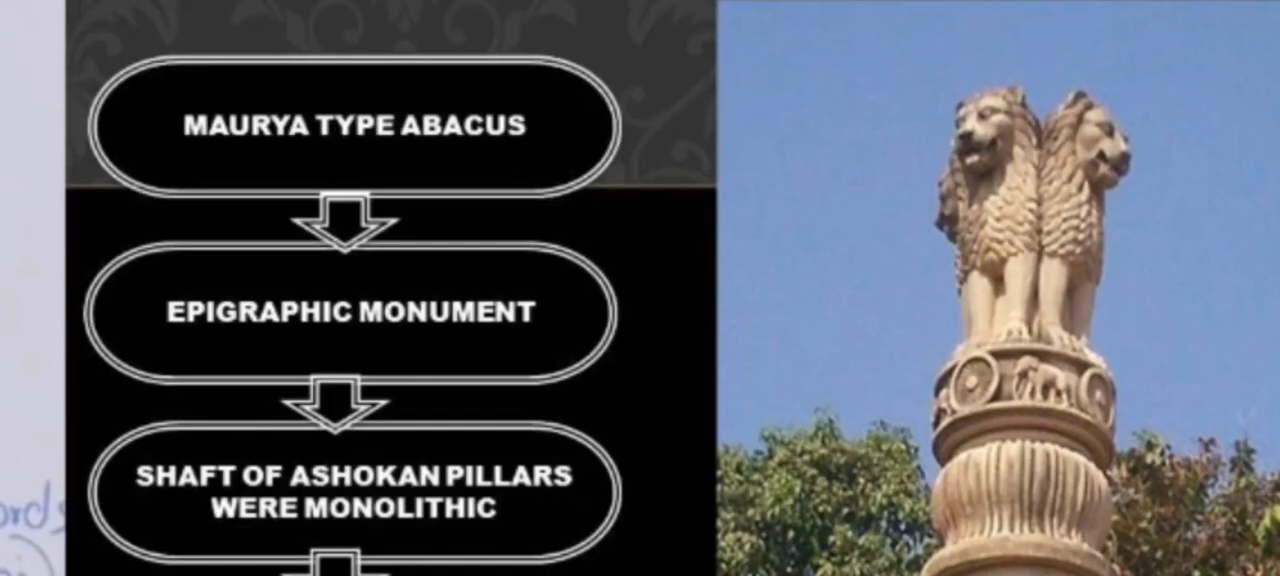 MAURYA TYPE ABACUS
EPIGRAPHIC MONUMENT
SHAFT OF ASHOKAN PILLARS
WERE MONOLITHIC